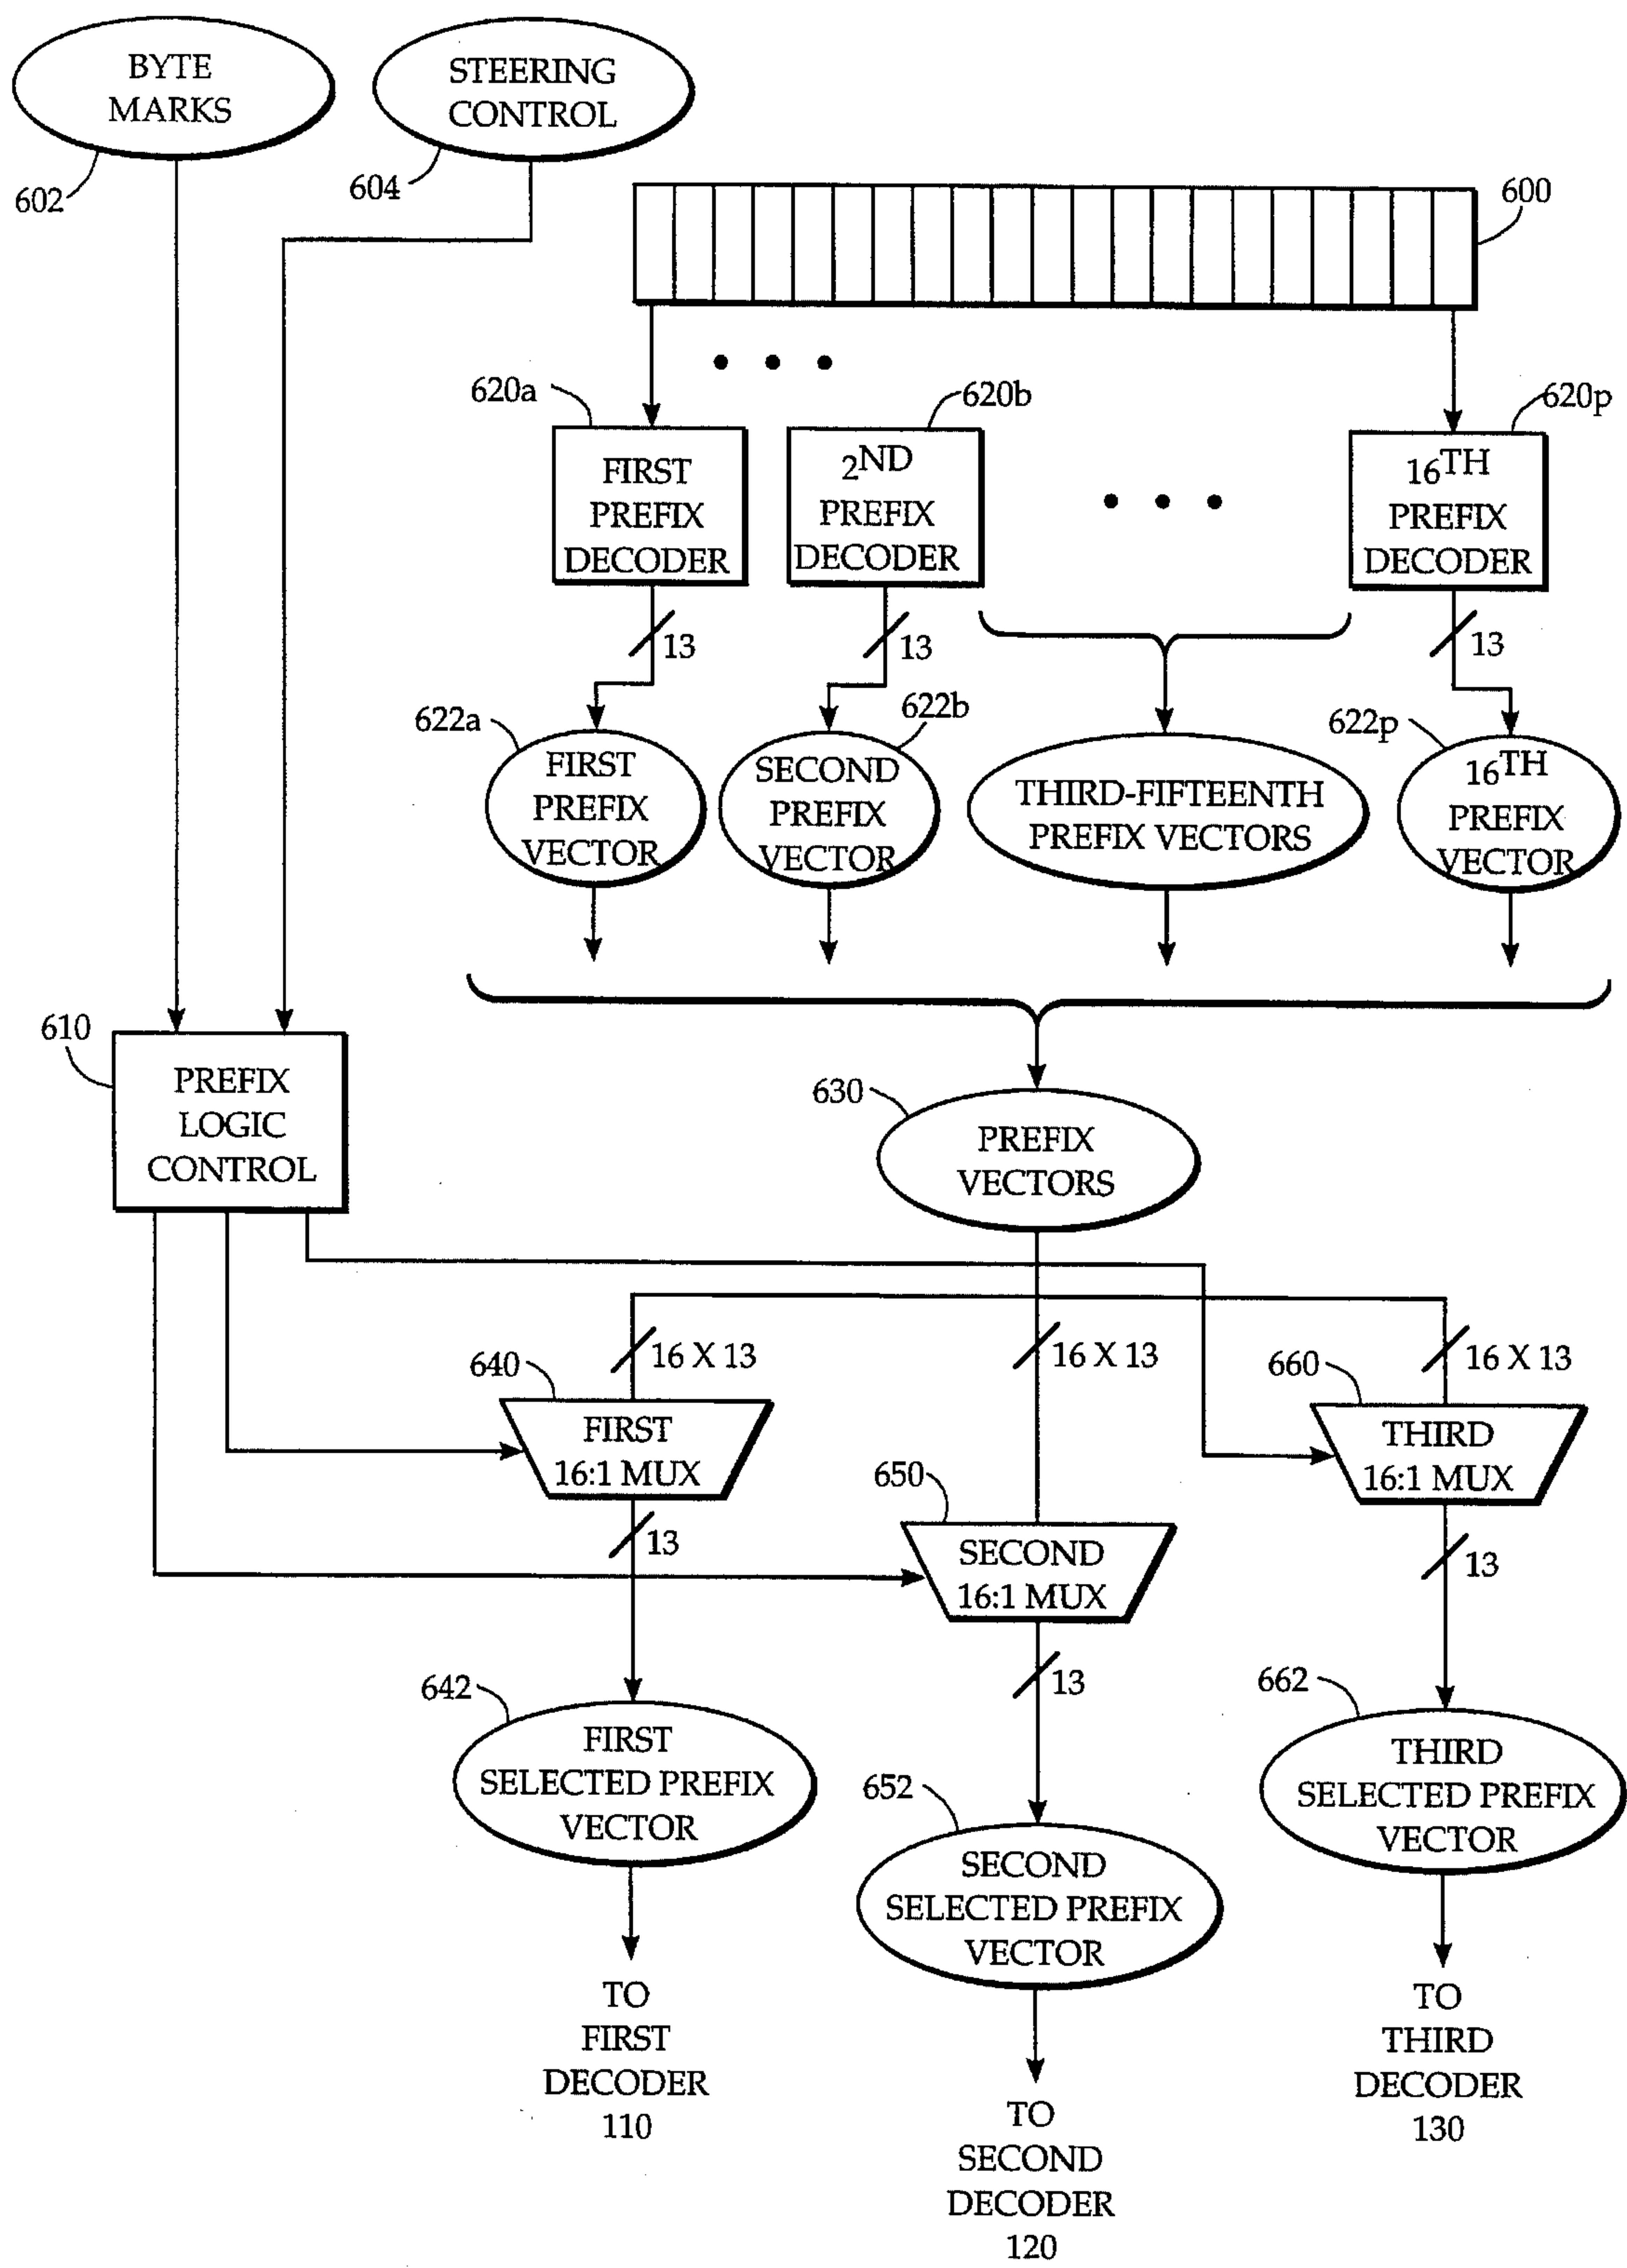 BYTE
MARKS
STEERING
CONTROL
602
604
600
620a
620b
620p
FIRST
PREFIX
DECODER
2ND
PREFIX
DECODER
16TH
PREFIX
DECODER
13
13
13
622a
622b
622p
FIRST
PREFIX
VECTOR
SECOND
PREFIX
VECTOR
THIRD-FIFTEENTH
PREFIX VECTORS
16TH
PREFIX
VECTOR
610
PREFIX
LOGIC
CONTROL
630
PREFIX
VECTORS
16 X 13
16 X 13
16 X 13
640
FIRST
16:1 MUX
660
THIRD
16:1 MUX
650
SECOND
16:1 MUX
13
13
13
642
FIRST
SELECTED PREFIX
VECTOR
652
SECOND
SELECTED PREFIX
VECTOR
662
THIRD
SELECTED PREFIX
VECTOR
TO
FIRST
DECODER
110
TO
SECOND
DECODER
120
TO
THIRD
DECODER
130